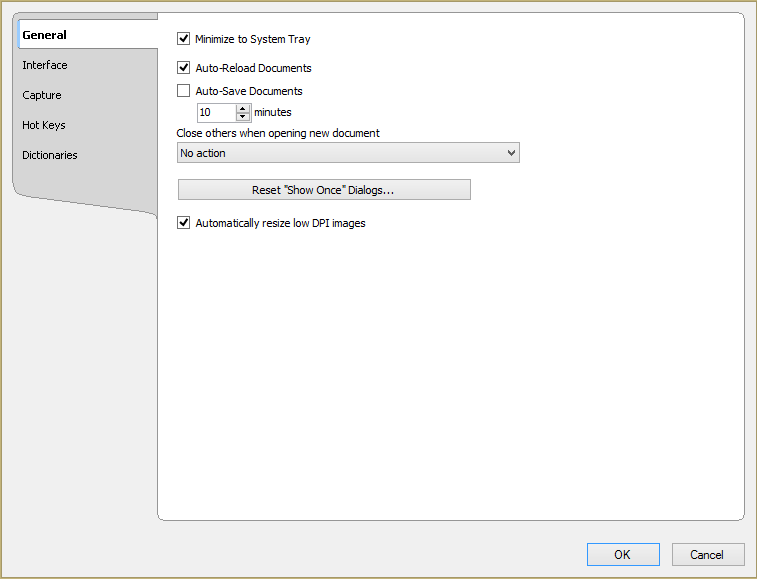 General
Interface
Capture
Hot Keys
Dictionaries
Minimize to System Tray
Auto-Reload Documents
Auto-Save Documents
10 minutes
Close others when opening new document
No action
Reset "Show Once" Dialogs...
Automatically resize low DPI images
OK Cancel